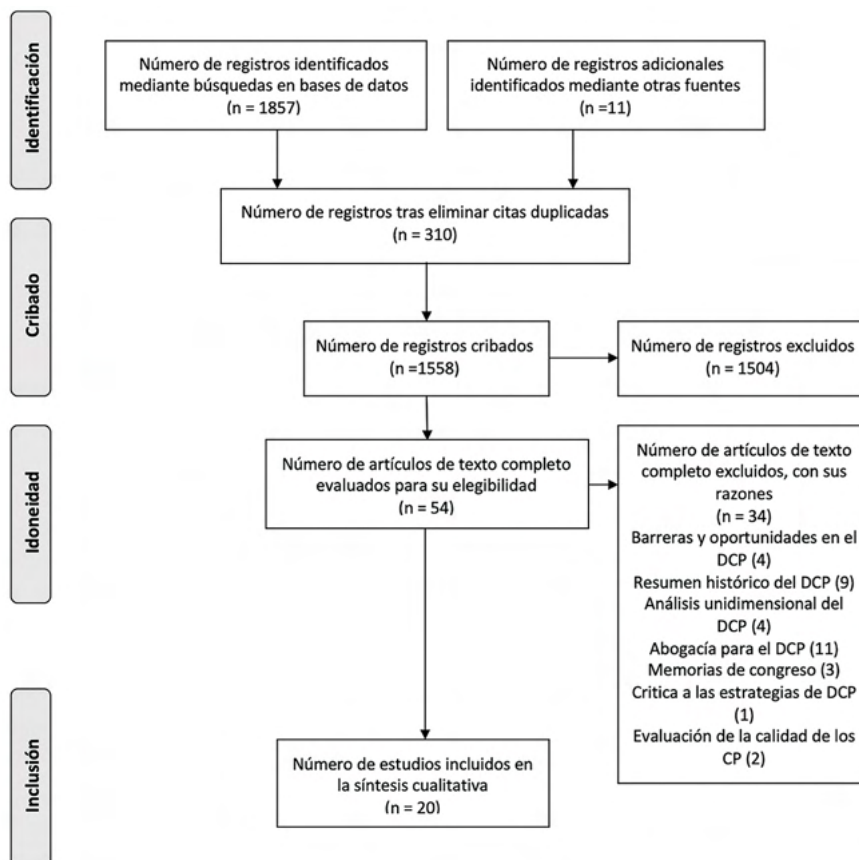 Identificación
Número de registros identificados
mediante búsquedas en bases de datos
(n = 1857)
Número de registros adicionales
identificados mediante otras fuentes
(n =11)
Número de registros tras eliminar citas duplicadas
(n = 310)
Cribado
Número de registros cribados
(n =1558)
Número de registros excluidos
(n = 1504)
Idoneidad
Número de artículos de texto completo
evaluados para su elegibilidad
(n = 54)
Número de artículos de texto
completo excluidos, con sus
razones
(n = 34)
Barreras y oportunidades en el
DCP (4)
Resumen histórico del DCP (9)
Análisis unidimensional del
DCP (4)
Abogacía para el DCP (11)
Memorias de congreso (3)
Critica a las estrategias de DCP
(1)
Evaluación de la calidad de los
CP (2)
Inclusión
Número de estudios incluidos en
la síntesis cualitativa
(n = 20)